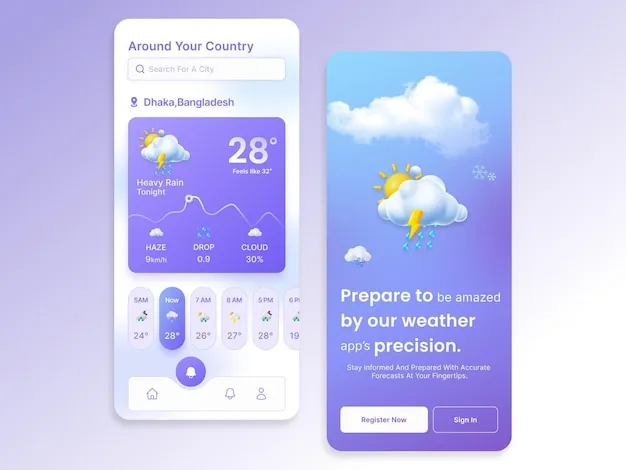 Around Your Country
Search For A City
Dhaka,Bangladesh
28°
Feels like 32°
Heavy Rain
Tonight
HAZE
DROP
CLOUD
9km/h
0.9
30%
5AM
Now
7 AM
8 AM
5 PM
6 P
24°
28°
26°
27°
28°
19
Prepare to be amazed
by our weather
app's precision.
Stay Informed And Prepared With Accurate
Forecasts At Your Fingertips.
Register Now
Sign In